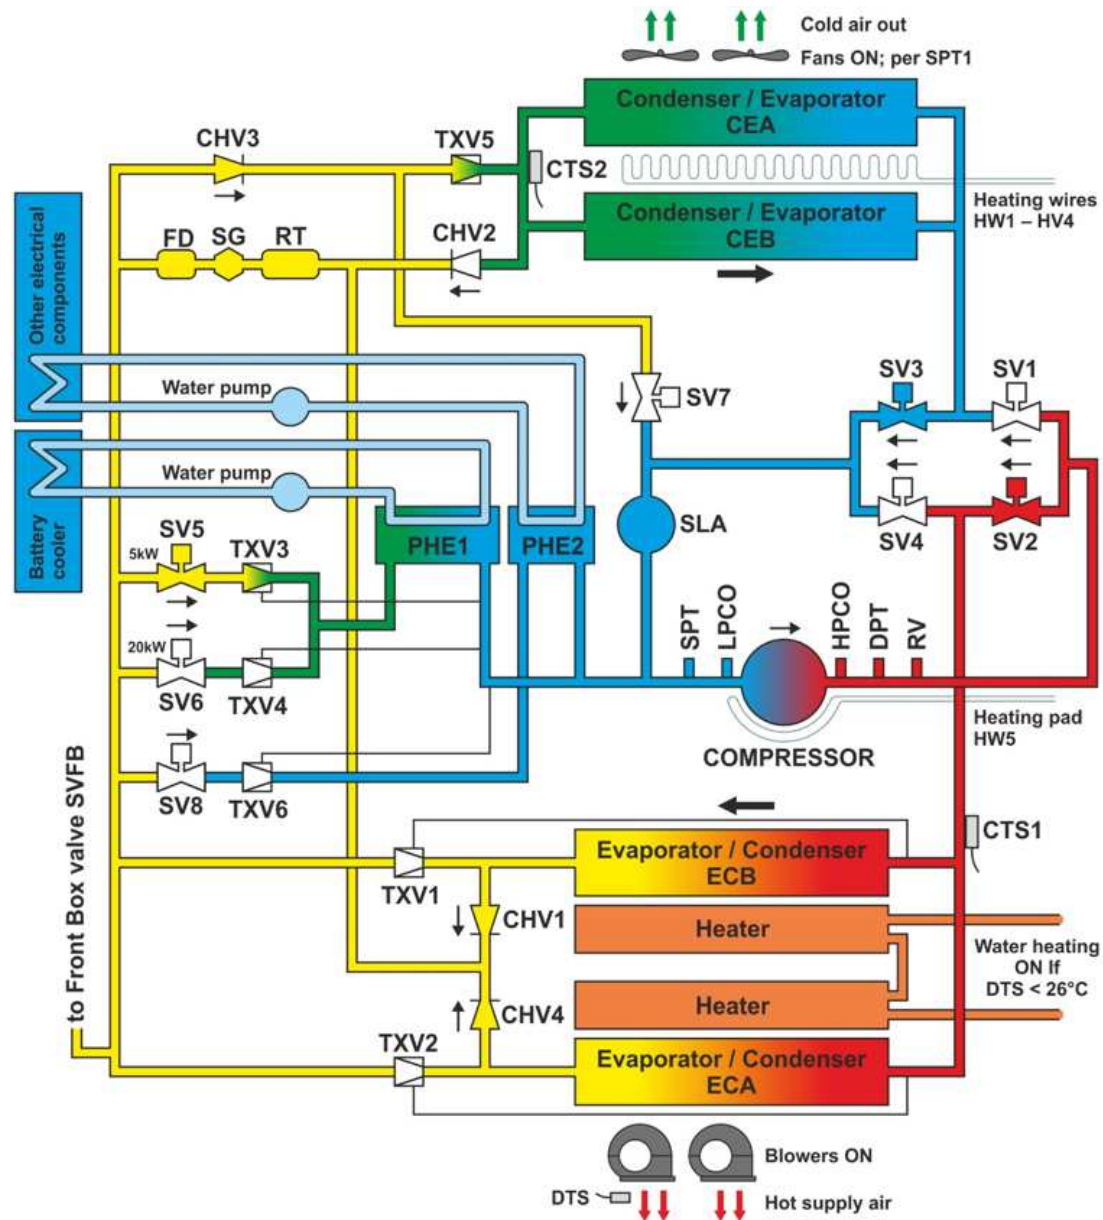 Cold air out
Fans ON; per SPT1
Condenser / Evaporator
CEA
CHV3
TXV5
CTS2
Heating wires
HW1 – HV4
Condenser / Evaporator
CEB
FD
SG
RT
CHV2
Other electrical
components
Water pump
SV7
SV3
SV1
Battery
cooler
Water pump
SLA
SV4
SV2
PHE1
PHE2
SV5
5kW
TXV3
20kW
SV6
TXV4
SPT
LPCO
HPCO
DPT
RV
Heating pad
HW5
COMPRESSOR
SV8
TXV6
to Front Box valve SVFB
CTS1
Evaporator / Condenser
ECB
TXV1
CHV1
Heater
Water heating
ON If
DTS < 26°C
Heater
CHV4
TXV2
Evaporator / Condenser
ECA
Blowers ON
DTS
Hot supply air